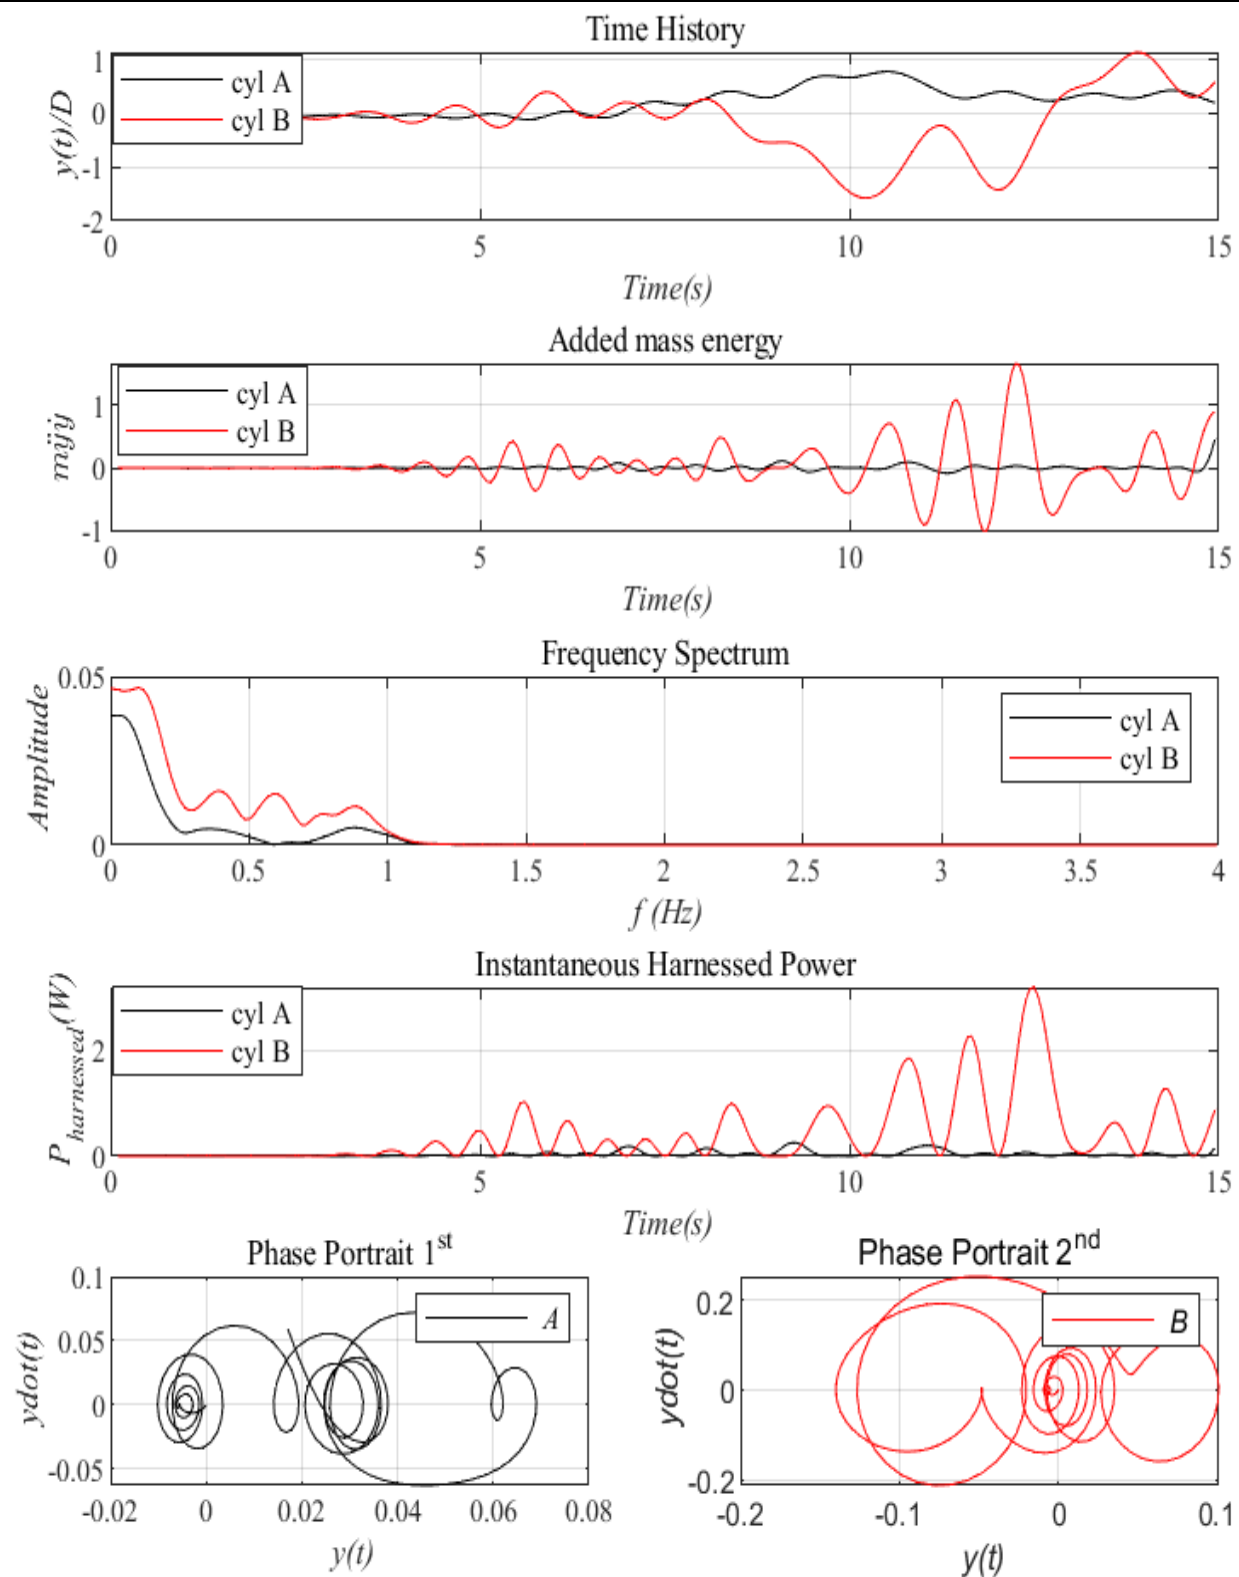 Time History
1
0
-1
-2
y(t)/D
cyl A
cyl B
0 5 10 15
Time(s)
Added mass energy
1
0
-1
mÿẏ
cyl A
cyl B
0 5 10 15
Time(s)
Frequency Spectrum
0.05
0
Amplitude
cyl A
cyl B
0 0.5 1 1.5 2 2.5 3 3.5 4
f (Hz)
Instantaneous Harnessed Power
2
0
P_harnessed(W)
cyl A
cyl B
0 5 10 15
Time(s)
Phase Portrait 1st
0.1
0.05
0
-0.05
ydot(t)
A
-0.02 0 0.02 0.04 0.06 0.08
y(t)
Phase Portrait 2nd
0.2
0
-0.2
ydot(t)
B
-0.2 -0.1 0 0.1
y(t)